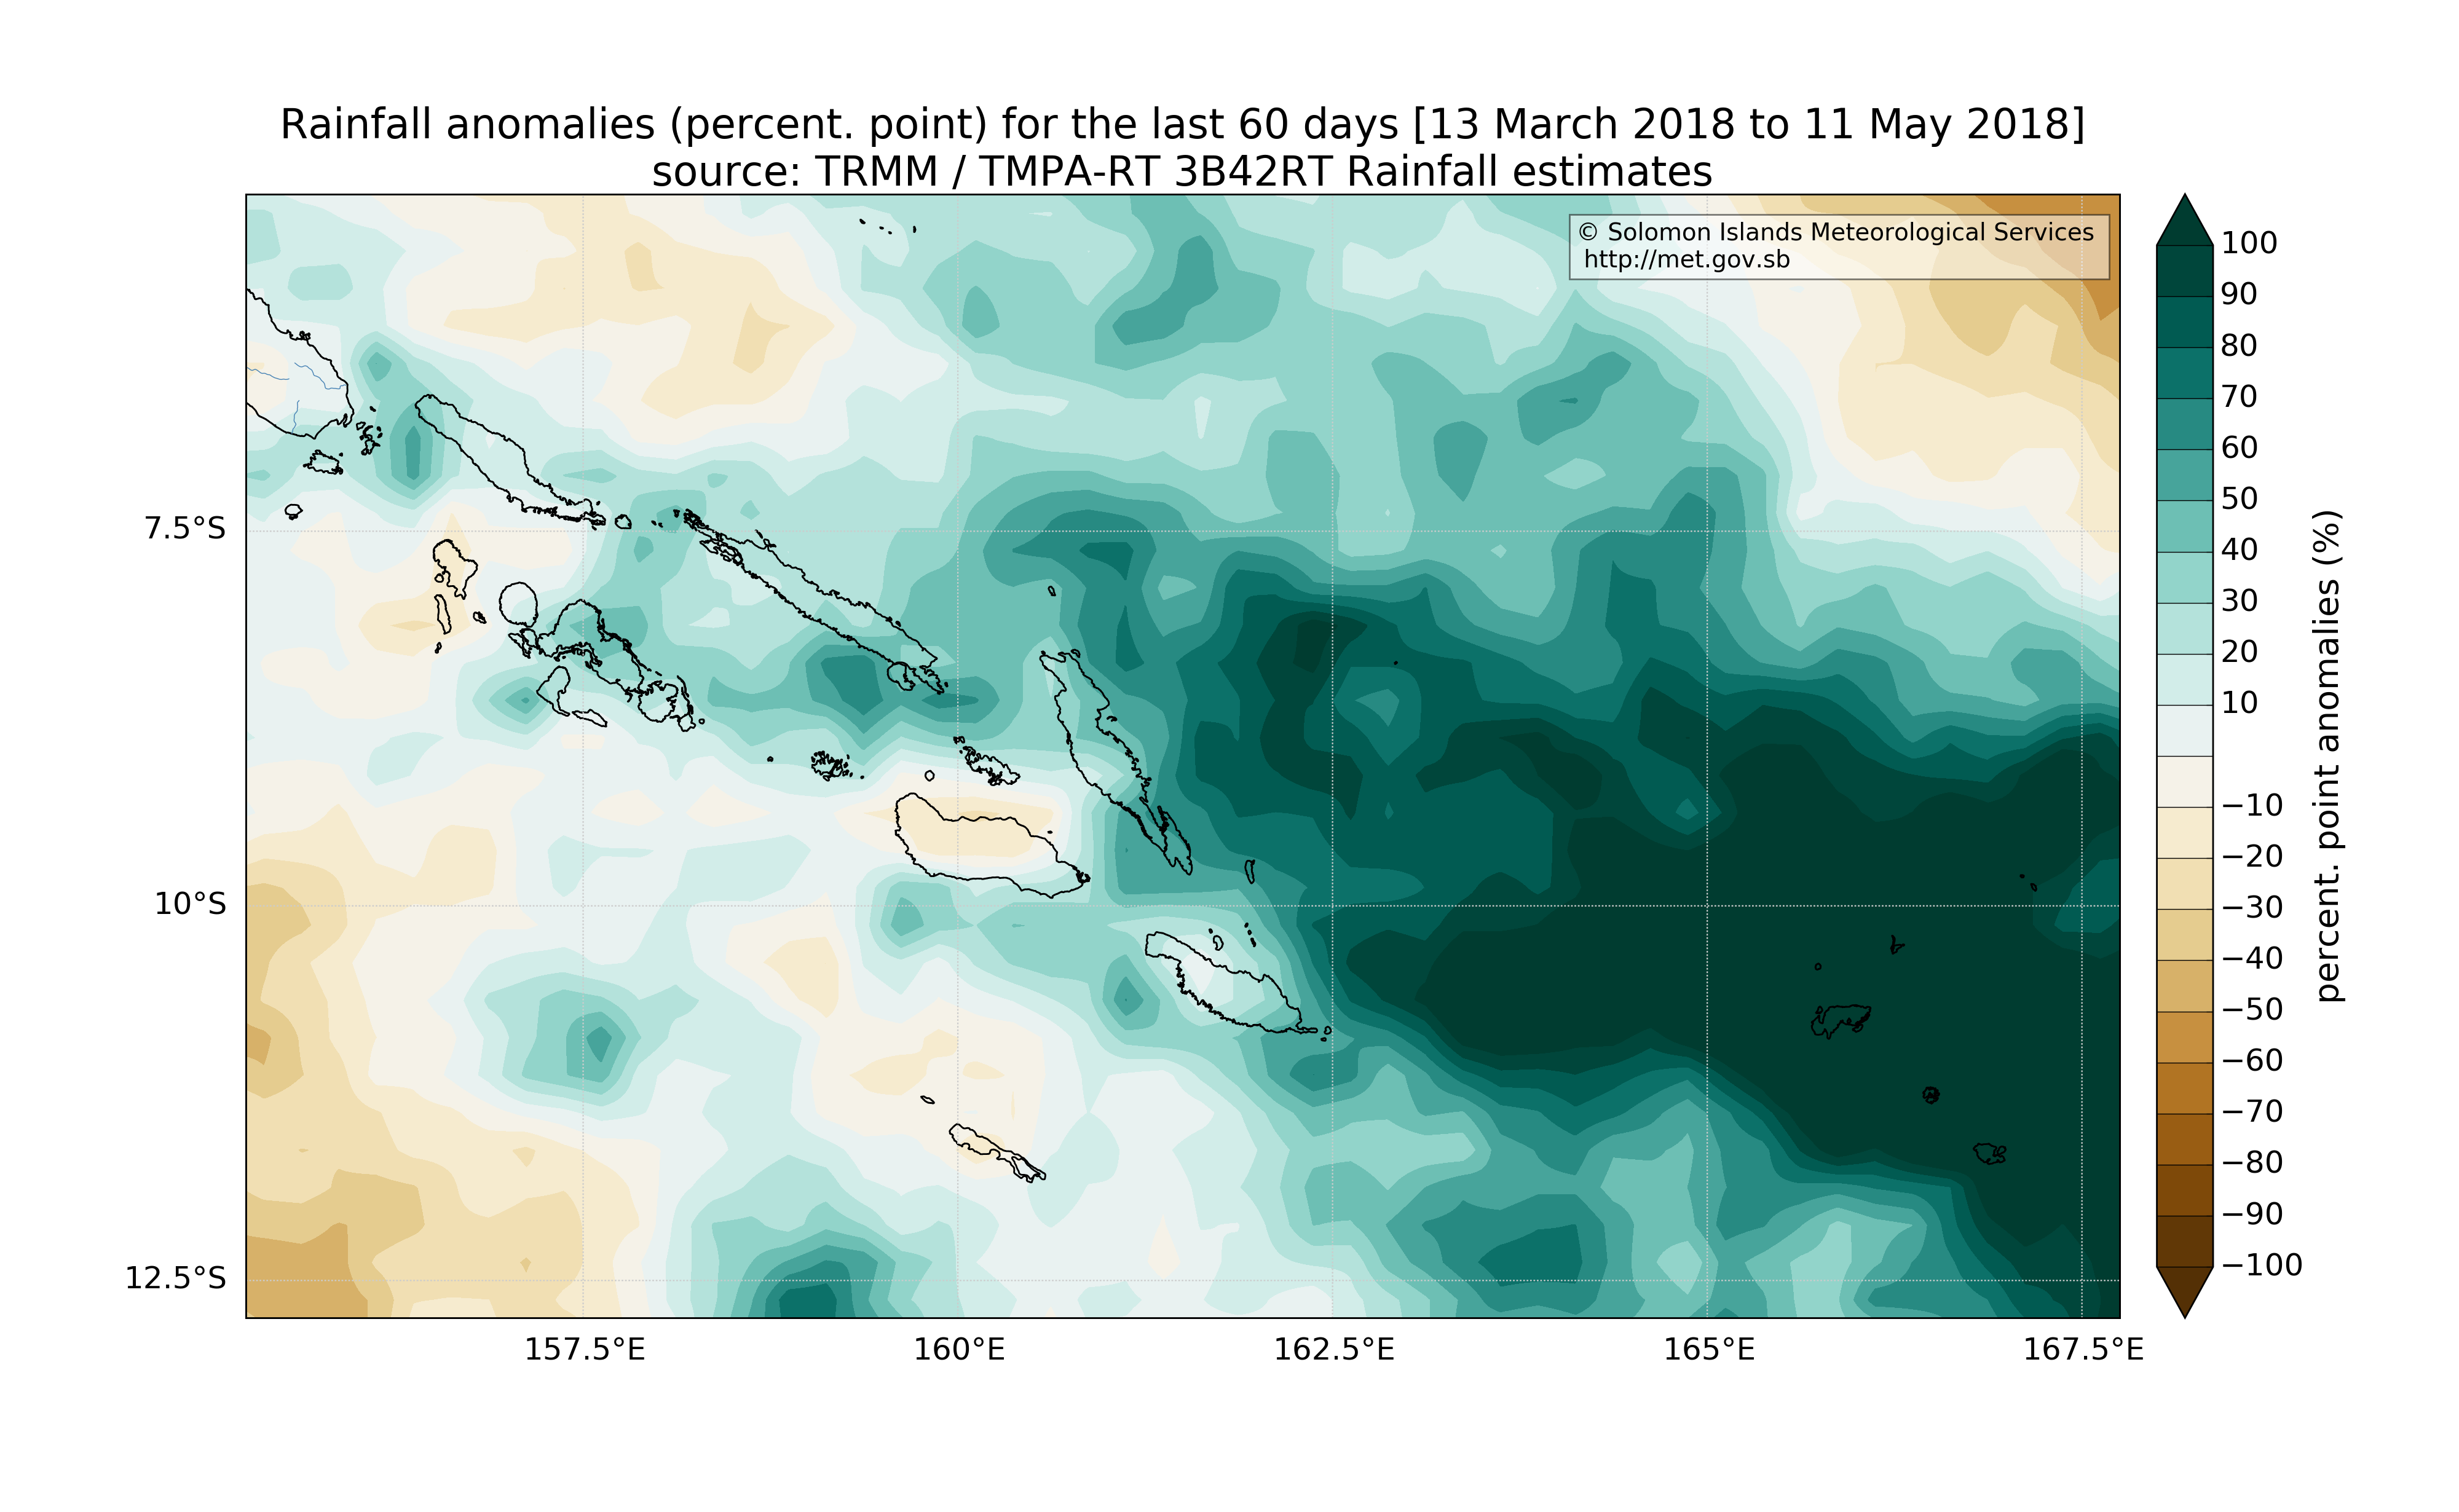 Rainfall anomalies (percent. point) for the last 60 days [13 March 2018 to 11 May 2018]
source: TRMM / TMPA-RT 3B42RT Rainfall estimates
© Solomon Islands Meteorological Services
http://met.gov.sb
7.5°S
10°S
12.5°S
157.5°E
160°E
162.5°E
165°E
167.5°E
100
90
80
70
60
50
40
30
20
10
−10
−20
−30
−40
−50
−60
−70
−80
−90
−100
percent. point anomalies (%)